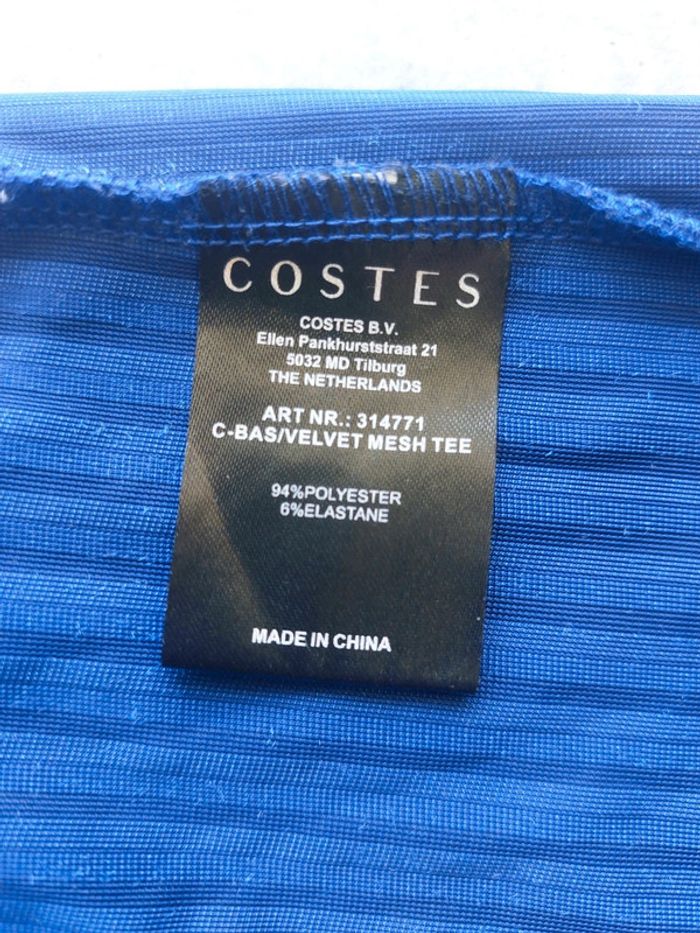 COSTES
COSTES B.V.
Ellen Pankhurststraat 21
5032 MD Tilburg
THE NETHERLANDS
ART NR.: 314771
C-BAS/VELVET MESH TEE
94%POLYESTER
6%ELASTANE
MADE IN CHINA